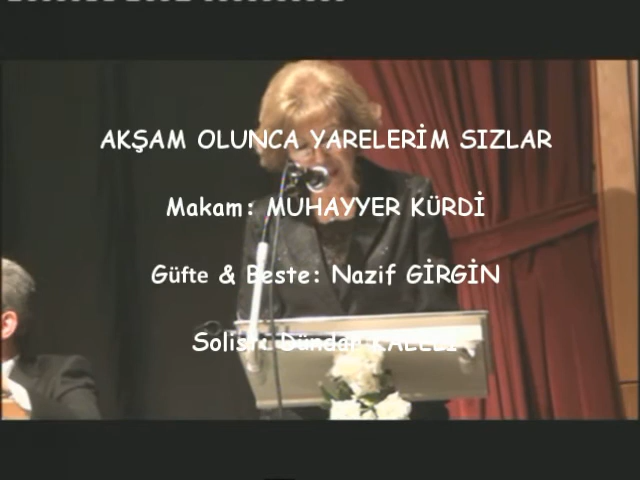 AKŞAM OLUNCA YARELERİM SIZLAR
Makam: MUHAYYER KÜRDİ
Güfte & Beste: Nazif GİRGİN
Solist: Dündar